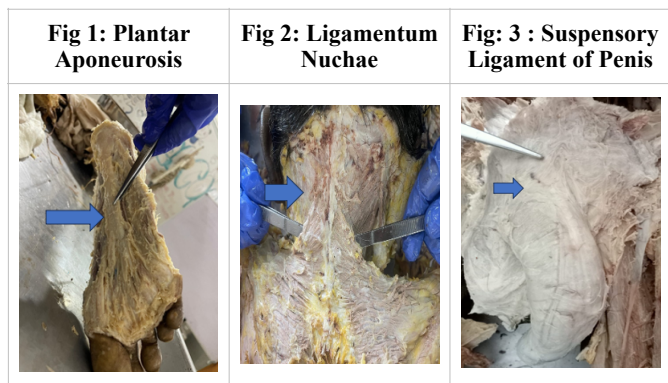 Fig 1: Plantar
Aponeurosis
Fig 2: Ligamentum
Nuchae
Fig: 3 : Suspensory
Ligament of Penis